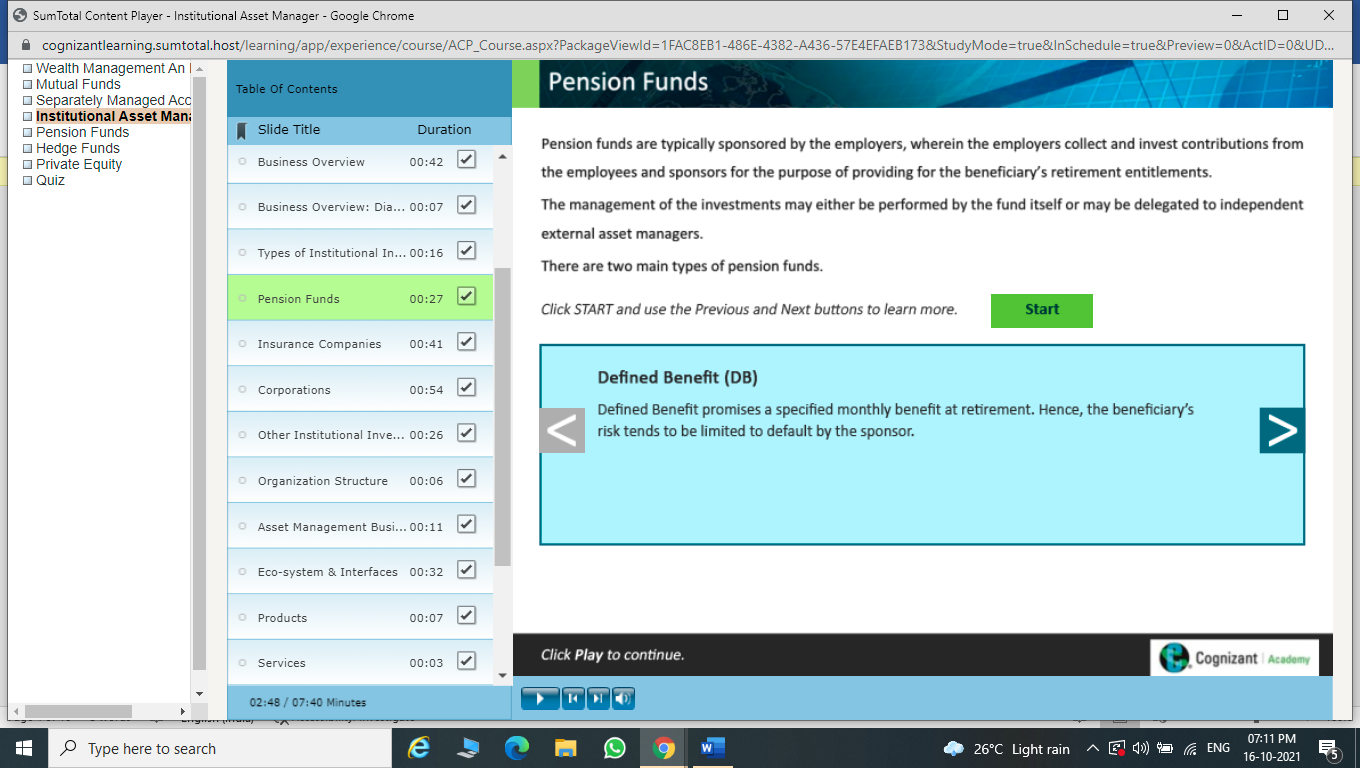 SumTotal Content Player - Institutional Asset Manager - Google Chrome
cognizantlearning.sumtotal.host/learning/app/experience/course/ACP_Course.aspx?PackageViewId=1FAC8EB1-486E-4382-A436-57E4EFAEB173&StudyMode=true&InSchedule=true&Preview=0&ActID=0&UD...
Wealth Management An
Mutual Funds
Separately Managed Acc
Institutional Asset Mana
Pension Funds
Hedge Funds
Private Equity
Quiz
Table Of Contents
Slide Title Duration
Business Overview 00:42
Business Overview: Dia... 00:07
Types of Institutional In... 00:16
Pension Funds 00:27
Insurance Companies 00:41
Corporations 00:54
Other Institutional Inve... 00:26
Organization Structure 00:06
Asset Management Busi... 00:11
Eco-system & Interfaces 00:32
Products 00:07
Services 00:03
02:48 / 07:40 Minutes
Pension Funds
Pension funds are typically sponsored by the employers, wherein the employers collect and invest contributions from
the employees and sponsors for the purpose of providing for the beneficiary's retirement entitlements.
The management of the investments may either be performed by the fund itself or may be delegated to independent
external asset managers.
There are two main types of pension funds.
Click START and use the Previous and Next buttons to learn more.
Start
Defined Benefit (DB)
Defined Benefit promises a specified monthly benefit at retirement. Hence, the beneficiary's
risk tends to be limited to default by the sponsor.
< >
Click Play to continue.
Cognizant | Academy
Type here to search
26°C Light rain
ENG
07:11 PM
16-10-2021
5